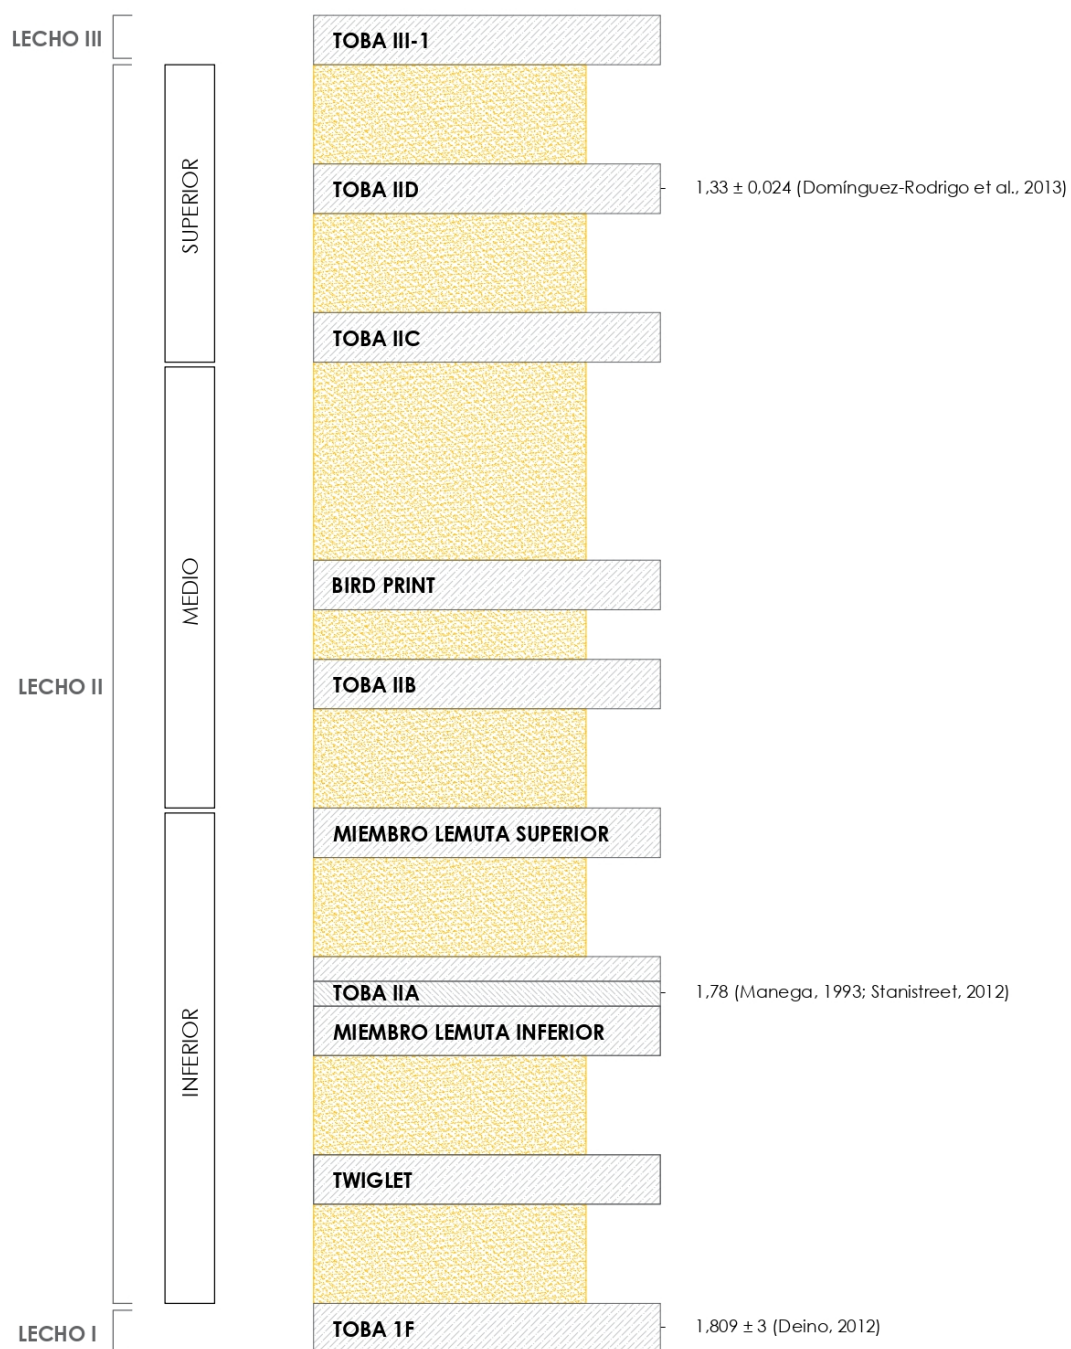 LECHO III
TOBA III-1
TOBA IID
1,33 ± 0,024 (Domínguez-Rodrigo et al., 2013)
SUPERIOR
TOBA IIC
BIRD PRINT
MEDIO
LECHO II
TOBA IIB
MIEMBRO LEMUTA SUPERIOR
TOBA IIA
1,78 (Manega, 1993; Stanistreet, 2012)
MIEMBRO LEMUTA INFERIOR
INFERIOR
TWIGLET
LECHO I
TOBA 1F
1,809 ± 3 (Deino, 2012)